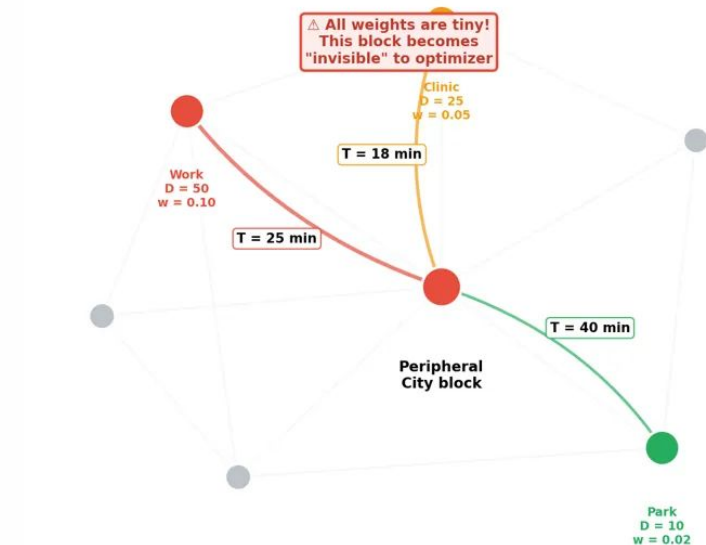 ⚠ All weights are tiny!
This block becomes
"invisible" to optimizer
Clinic
D = 25
w = 0.05
T = 18 min
Work
D = 50
w = 0.10
T = 25 min
T = 40 min
Peripheral
City block
Park
D = 10
w = 0.02